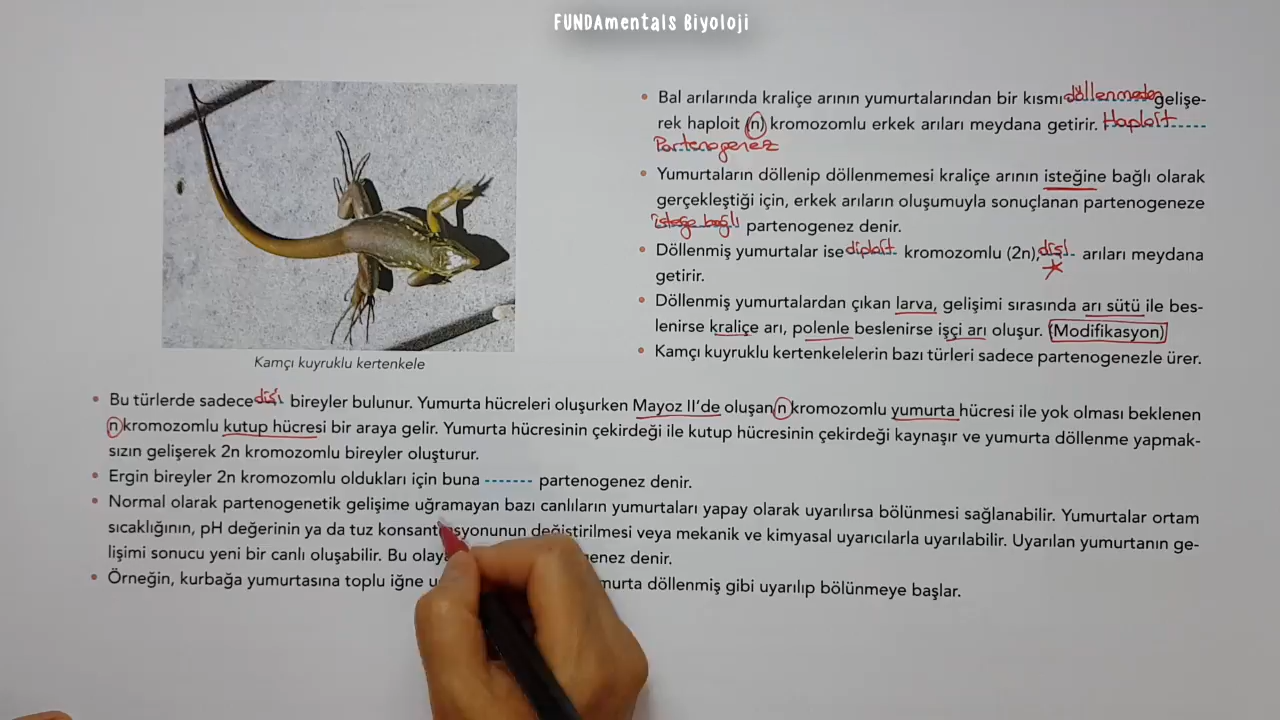 FUNDAmentals Biyoloji
Bal arılarında kraliçe arının yumurtalarından bir kısmı döllenmeden gelişe-
rek haploit (n) kromozomlu erkek arıları meydana getirir. Haploit
Partenogenez
Yumurtaların döllenip döllenmemesi kraliçe arının isteğine bağlı olarak
gerçekleştiği için, erkek arıların oluşumuyla sonuçlanan partenogeneze
isteğe bağlı partenogenez denir.
Döllenmiş yumurtalar ise diploit kromozomlu (2n), dişi arıları meydana
getirir.
Döllenmiş yumurtalardan çıkan larva, gelişimi sırasında arı sütü ile bes-
lenirse kraliçe arı, polenle beslenirse işçi arı oluşur. (Modifikasyon)
Kamçı kuyruklu kertenkelelerin bazı türleri sadece partenogenezle ürer.
Kamçı kuyruklu kertenkele
Bu türlerde sadece dişi bireyler bulunur. Yumurta hücreleri oluşurken Mayoz II'de oluşan n kromozomlu yumurta hücresi ile yok olması beklenen
n kromozomlu kutup hücresi bir araya gelir. Yumurta hücresinin çekirdeği ile kutup hücresinin çekirdeği kaynaşır ve yumurta döllenme yapmak-
sızın gelişerek 2n kromozomlu bireyler oluşturur.
Ergin bireyler 2n kromozomlu oldukları için buna ------- partenogenez denir.
Normal olarak partenogenetik gelişime uğramayan bazı canlıların yumurtaları yapay olarak uyarılırsa bölünmesi sağlanabilir. Yumurtalar ortam
sıcaklığının, pH değerinin ya da tuz konsantrasyonunun değiştirilmesi veya mekanik ve kimyasal uyarıcılarla uyarılabilir. Uyarılan yumurtanın ge-
lişimi sonucu yeni bir canlı oluşabilir. Bu denir.
Örneğin, kurbağa yumurtasına toplu iğne döllenmiş gibi uyarılıp bölünmeye başlar.